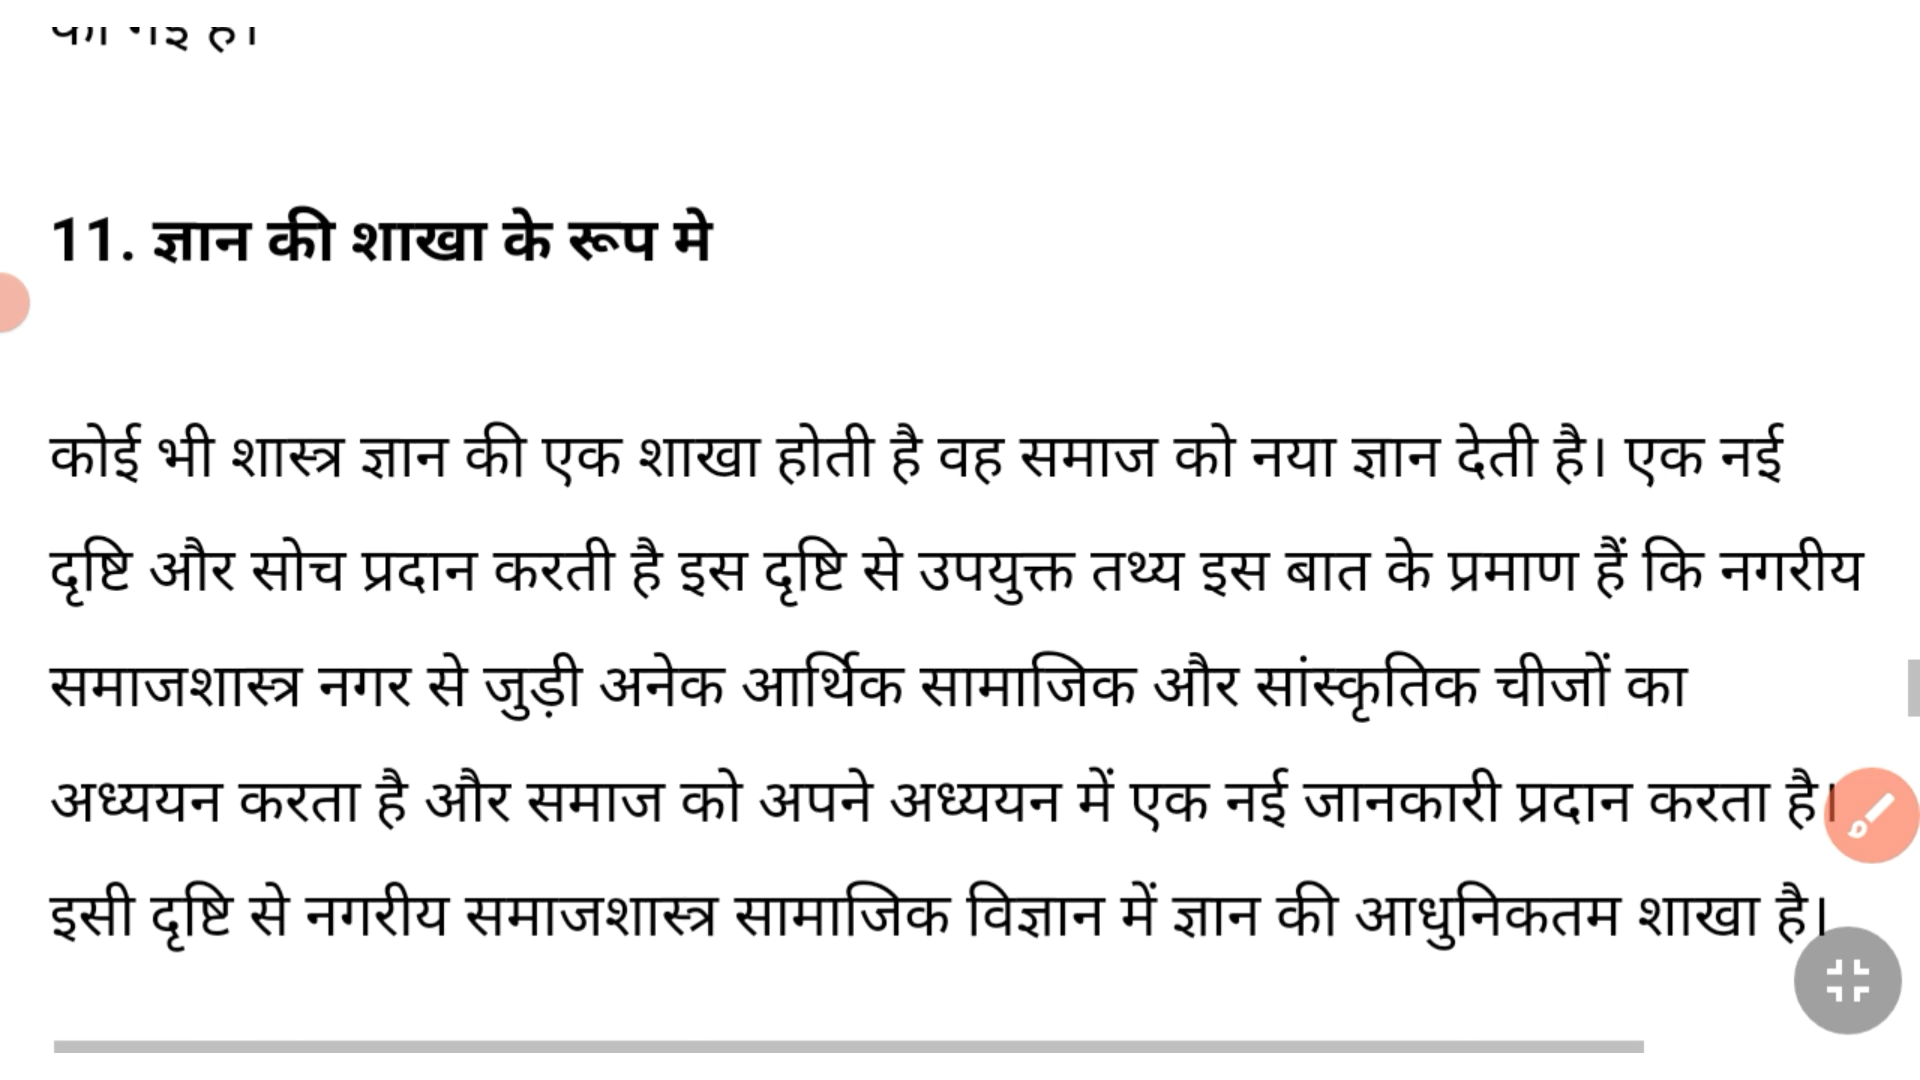 11. ज्ञान की शाखा के रूप मे
कोई भी शास्त्र ज्ञान की एक शाखा होती है वह समाज को नया ज्ञान देती है। एक नई
दृष्टि और सोच प्रदान करती है इस दृष्टि से उपयुक्त तथ्य इस बात के प्रमाण हैं कि नगरीय
समाजशास्त्र नगर से जुड़ी अनेक आर्थिक सामाजिक और सांस्कृतिक चीजों का
अध्ययन करता है और समाज को अपने अध्ययन में एक नई जानकारी प्रदान करता है।
इसी दृष्टि से नगरीय समाजशास्त्र सामाजिक विज्ञान में ज्ञान की आधुनिकतम शाखा है।